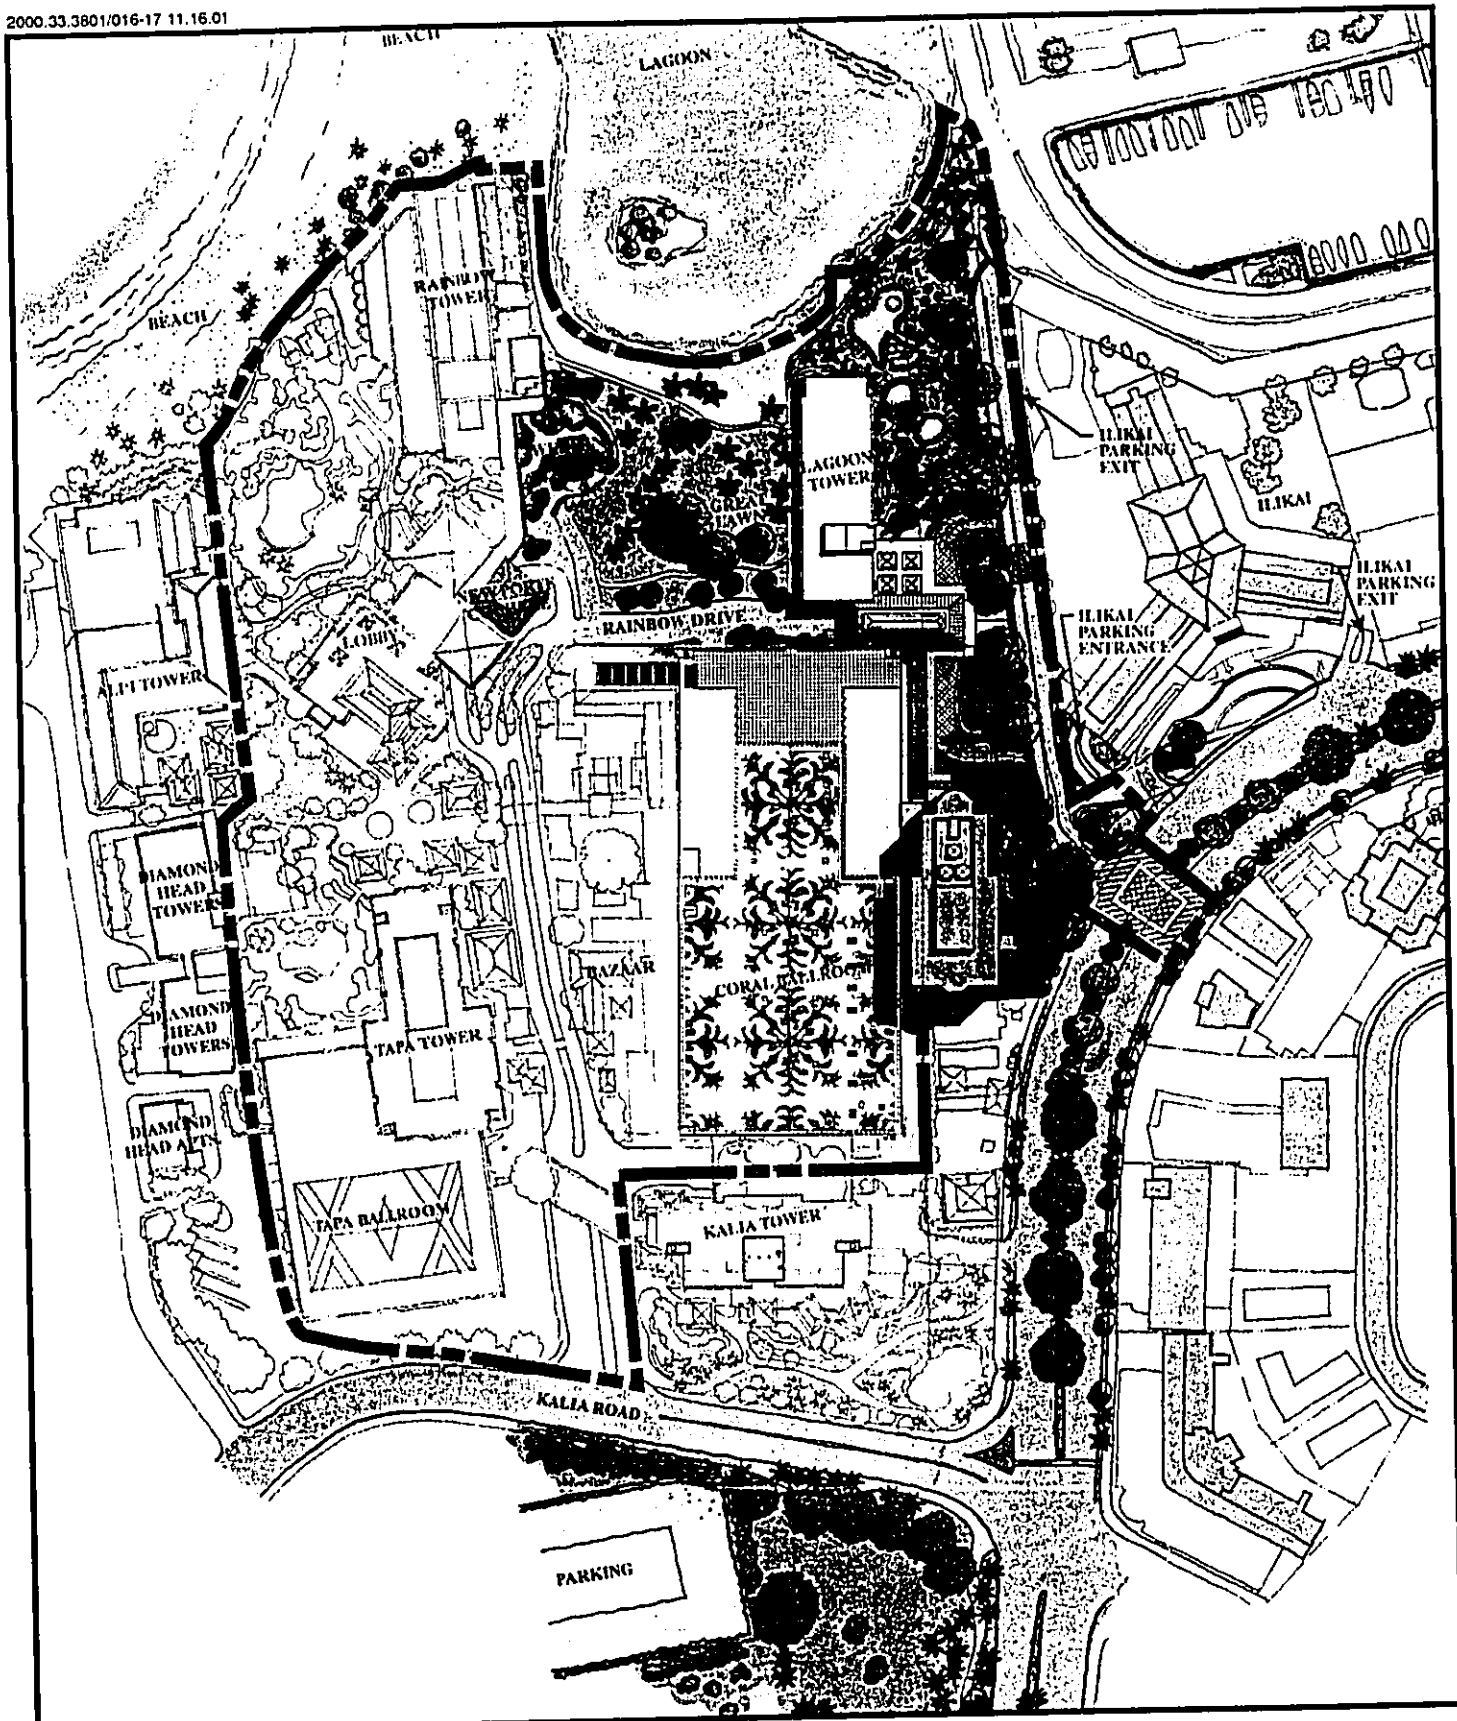 2000.33.3801/016-17 11.16.01
BEACH
LAGOON
RAINBOW
TOWER
BEACH
ILIKAI
PARKING
EXIT
LAGOON
TOWER
ILIKAI
GREAT
LAWN
ILIKAI
PARKING
EXIT
RAINBOW DRIVE
LOBBY
ILIKAI
PARKING
ENTRANCE
ALI'I TOWER
DIAMOND
HEAD
TOWERS
BAZAAR
CORAL BALLROOM
DIAMOND
HEAD
TOWERS
TAPA TOWER
DIAMOND
HEAD APTS
TAPA BALLROOM
KALIA TOWER
KALIA ROAD
PARKING